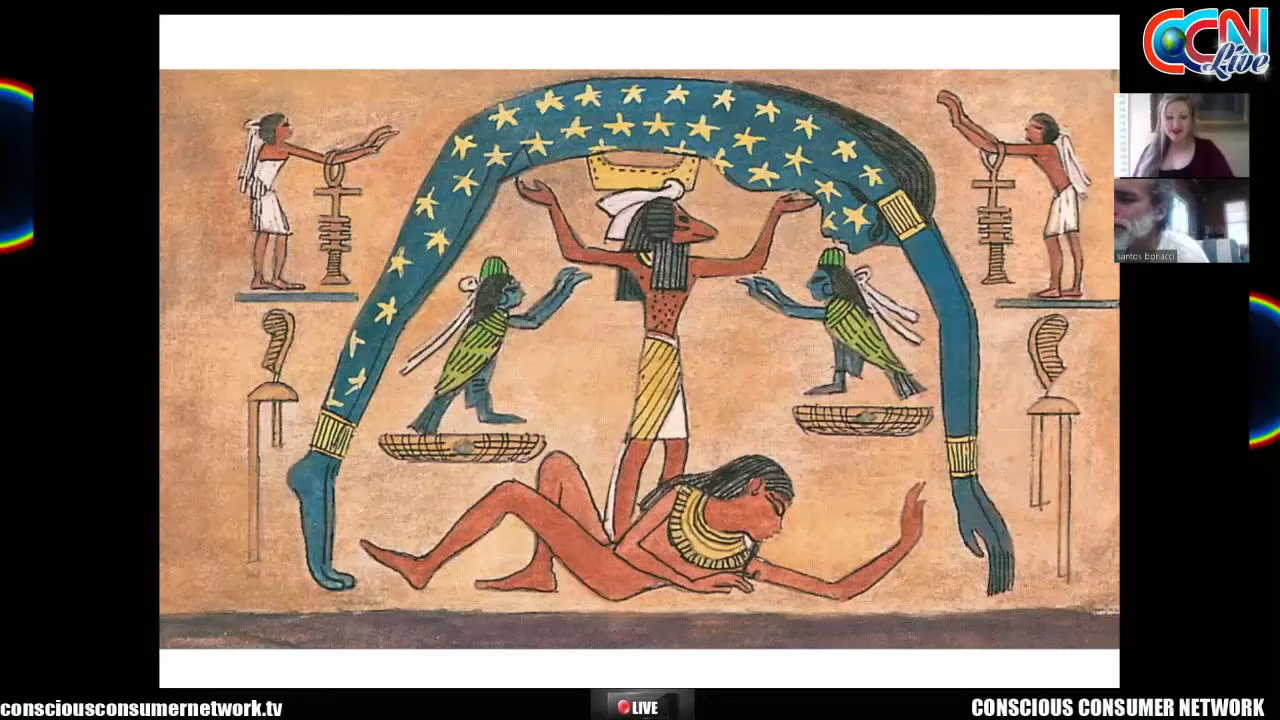 CCN
Live
santos bonacci
consciousconsumernetwork.tv
LIVE
CONSCIOUS CONSUMER NETWORK